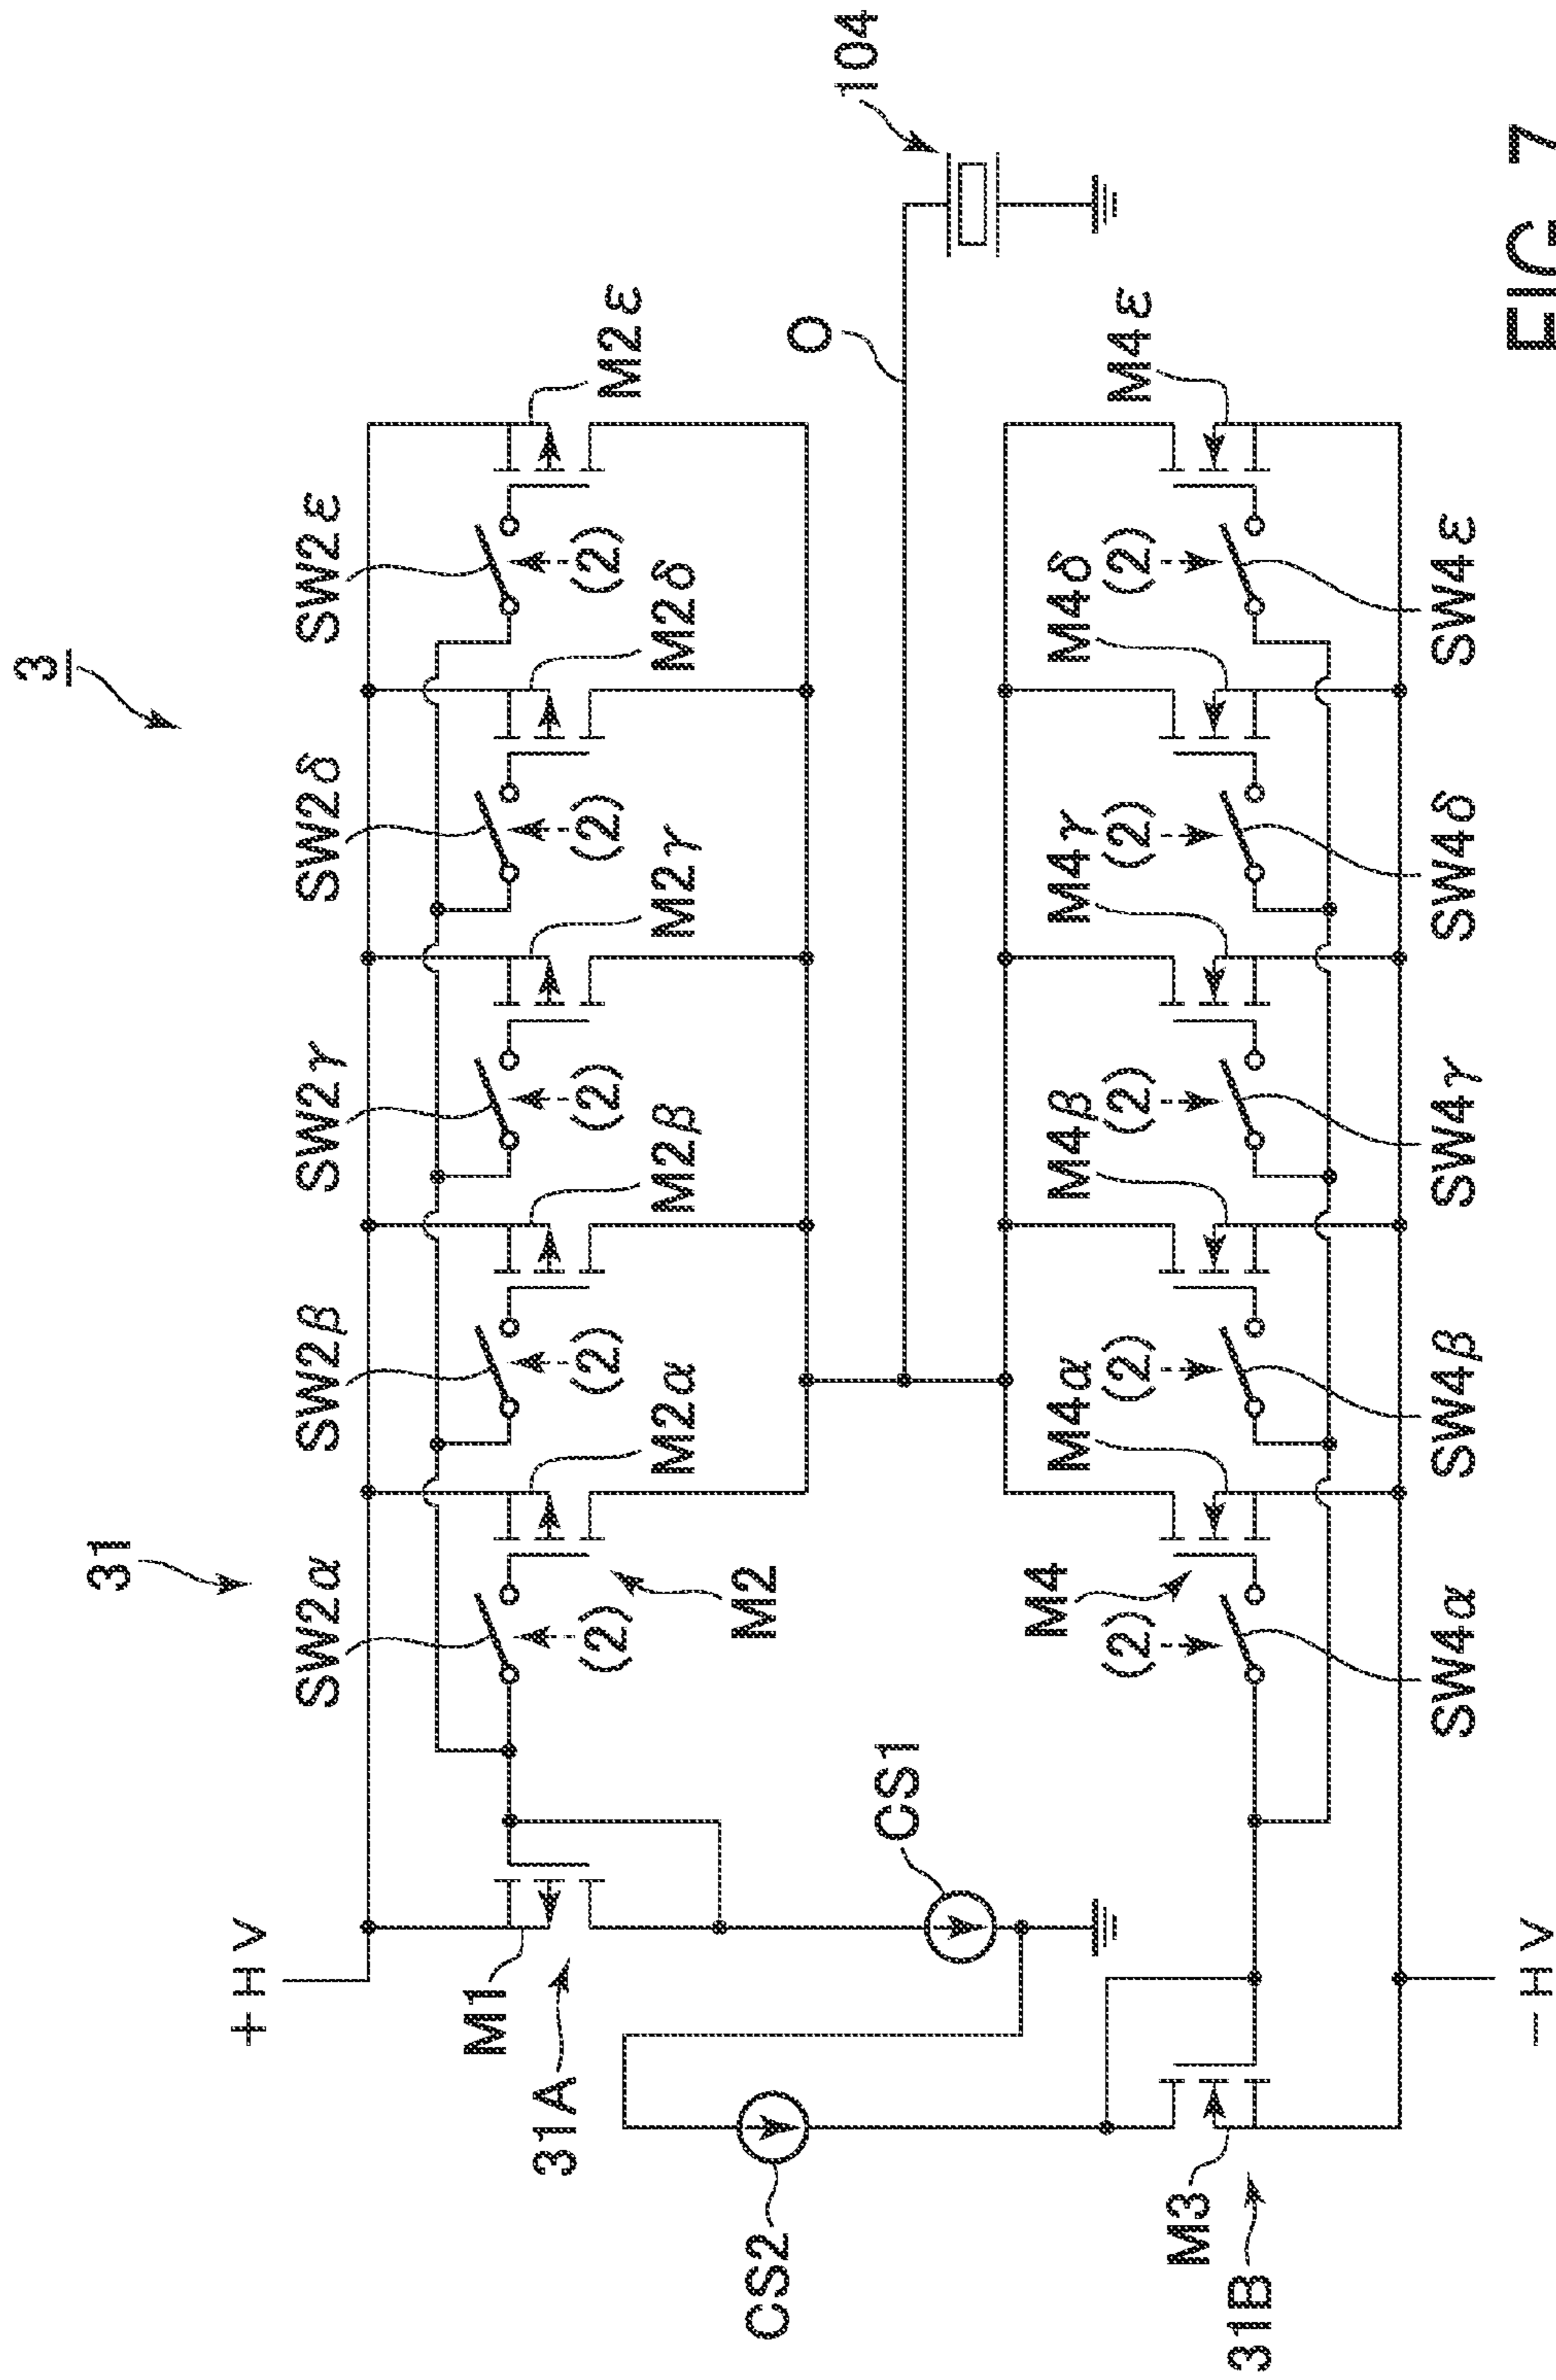 3
31
+HV
SW2α
SW2β
SW2γ
SW2δ
SW2ε
M1
31A
(2)
(2)
(2)
(2)
(2)
M2
M2α
M2β
M2γ
M2δ
M2ε
CS2
CS1
O
104
M4
M4α
M4β
M4γ
M4δ
M4ε
(2)
(2)
(2)
(2)
(2)
M3
31B
SW4α
SW4β
SW4γ
SW4δ
SW4ε
−HV
FIG 7